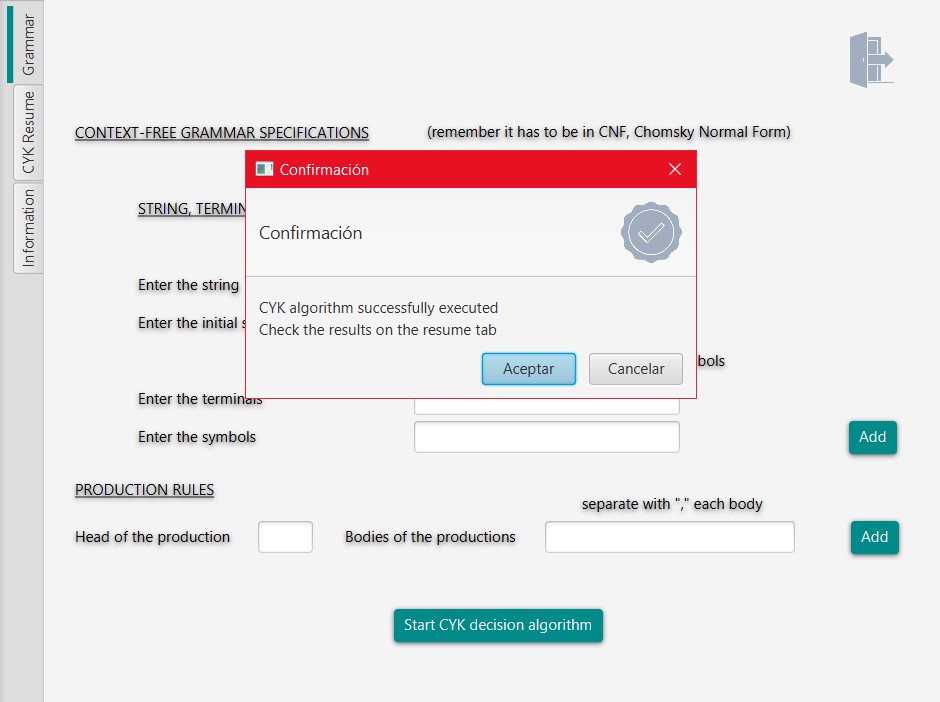 Grammar
CYK Resume
Information
CONTEXT-FREE GRAMMAR SPECIFICATIONS (remember it has to be in CNF, Chomsky Normal Form)
Confirmación
STRING, TERMIN
Confirmación
Enter the string
CYK algorithm successfully executed
Enter the initial s
Check the results on the resume tab
bols
Aceptar Cancelar
Enter the terminals
Enter the symbols Add
PRODUCTION RULES
separate with "," each body
Head of the production Bodies of the productions Add
Start CYK decision algorithm